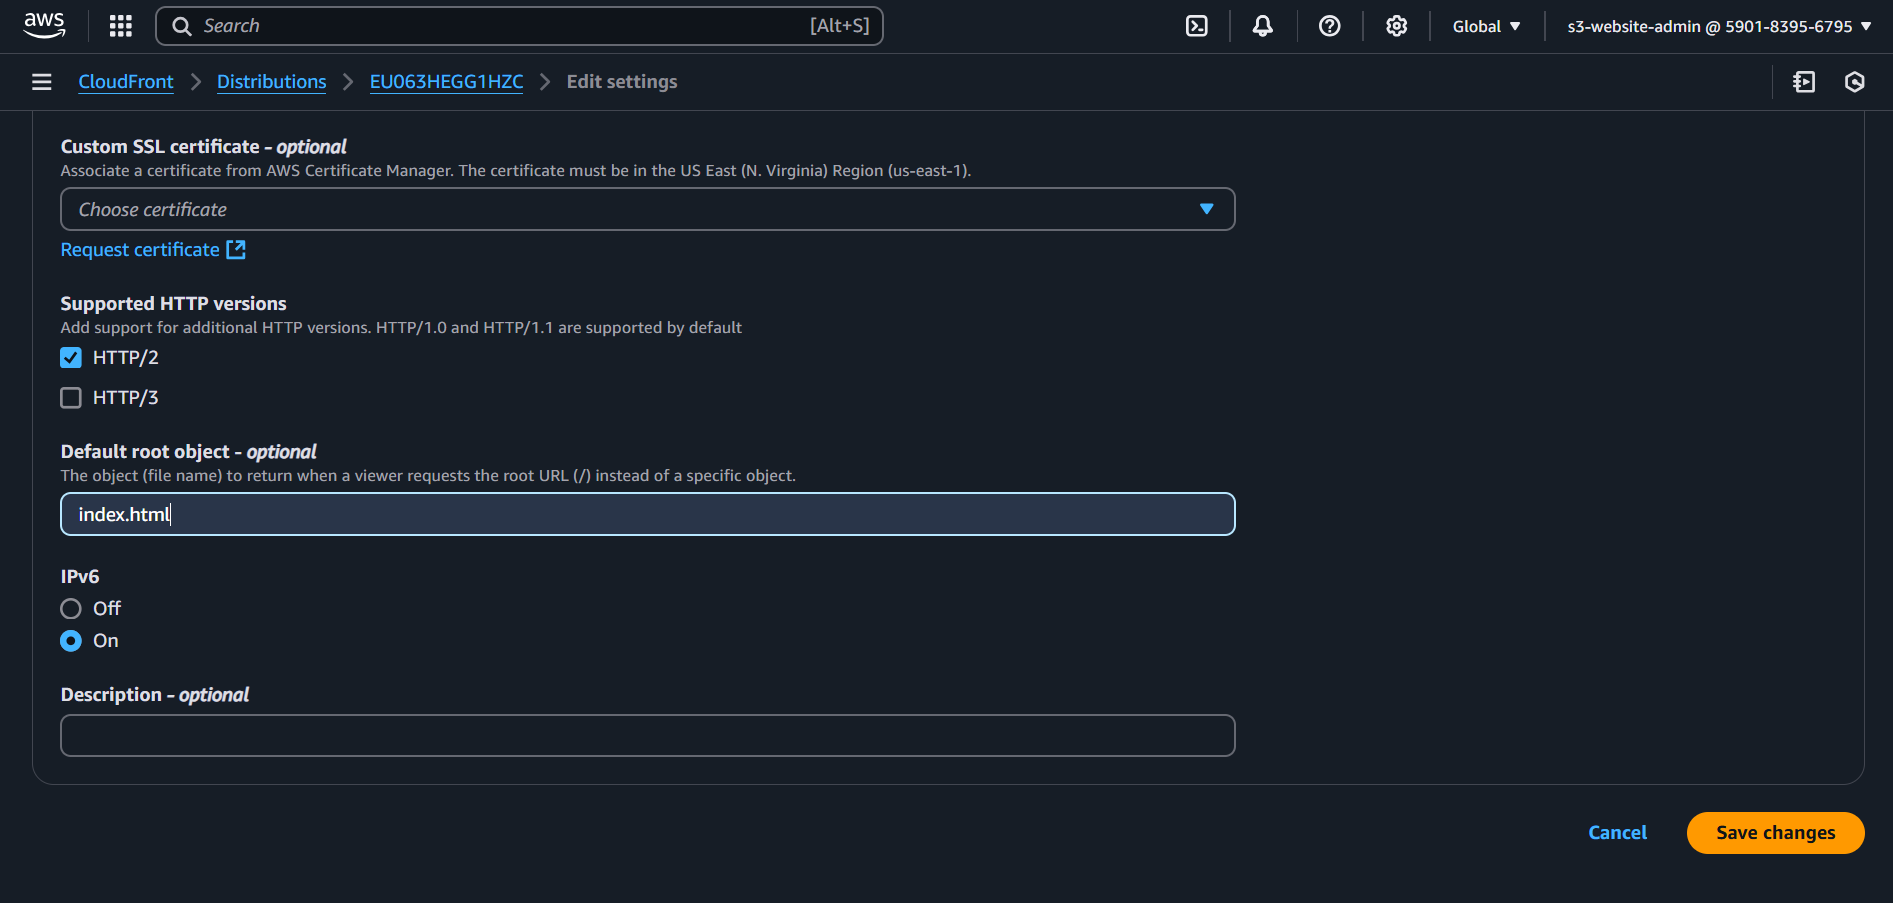 aws
Search [Alt+S]
Global
s3-website-admin @ 5901-8395-6795
CloudFront
Distributions
EU063HEGG1HZC
Edit settings
Custom SSL certificate - optional
Associate a certificate from AWS Certificate Manager. The certificate must be in the US East (N. Virginia) Region (us-east-1).
Choose certificate
Request certificate
Supported HTTP versions
Add support for additional HTTP versions. HTTP/1.0 and HTTP/1.1 are supported by default
HTTP/2
HTTP/3
Default root object - optional
The object (file name) to return when a viewer requests the root URL (/) instead of a specific object.
index.html
IPv6
Off
On
Description - optional
Cancel
Save changes